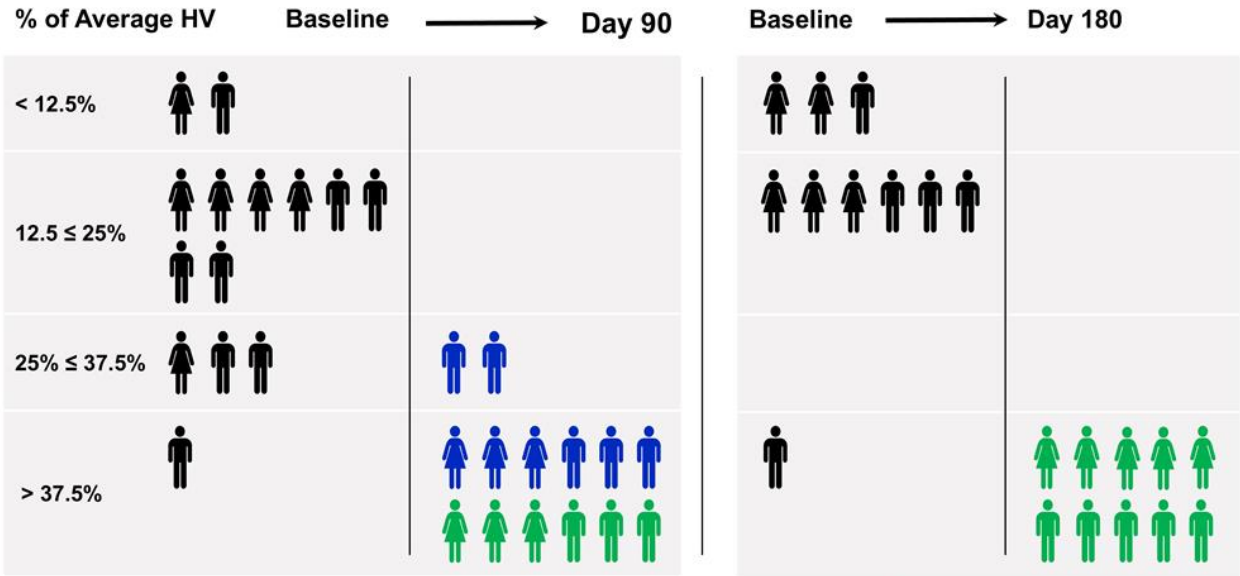 % of Average HV Baseline Day 90 Baseline Day 180
< 12.5%
12.5 ≤ 25%
25% ≤ 37.5%
> 37.5%